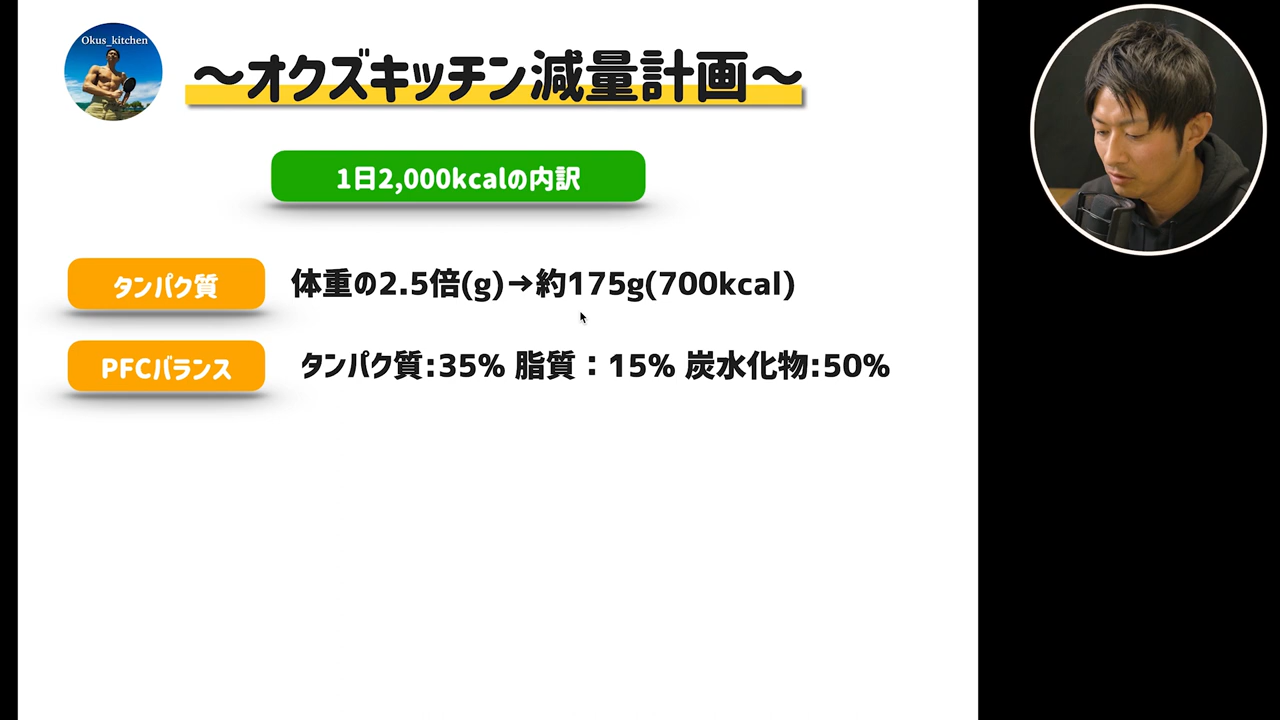 Okus_kitchen
〜オクズキッチン減量計画〜
1日2,000kcalの内訳
タンパク質 体重の2.5倍(g)→約175g(700kcal)
PFCバランス タンパク質:35% 脂質：15% 炭水化物:50%